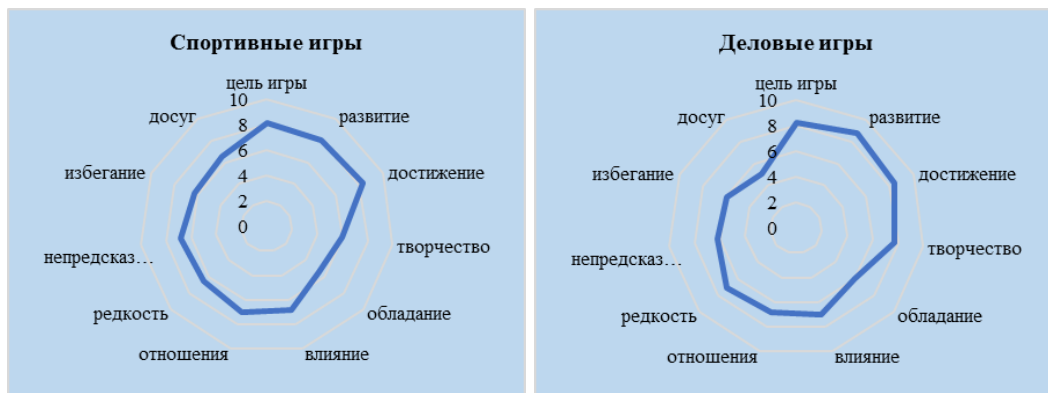 Спортивные игры
цель игры
развитие
достижение
творчество
обладание
влияние
отношения
редкость
непредсказ…
избегание
досуг
10
8
6
4
2
0
Деловые игры
цель игры
развитие
достижение
творчество
обладание
влияние
отношения
редкость
непредсказ…
избегание
досуг
10
8
6
4
2
0